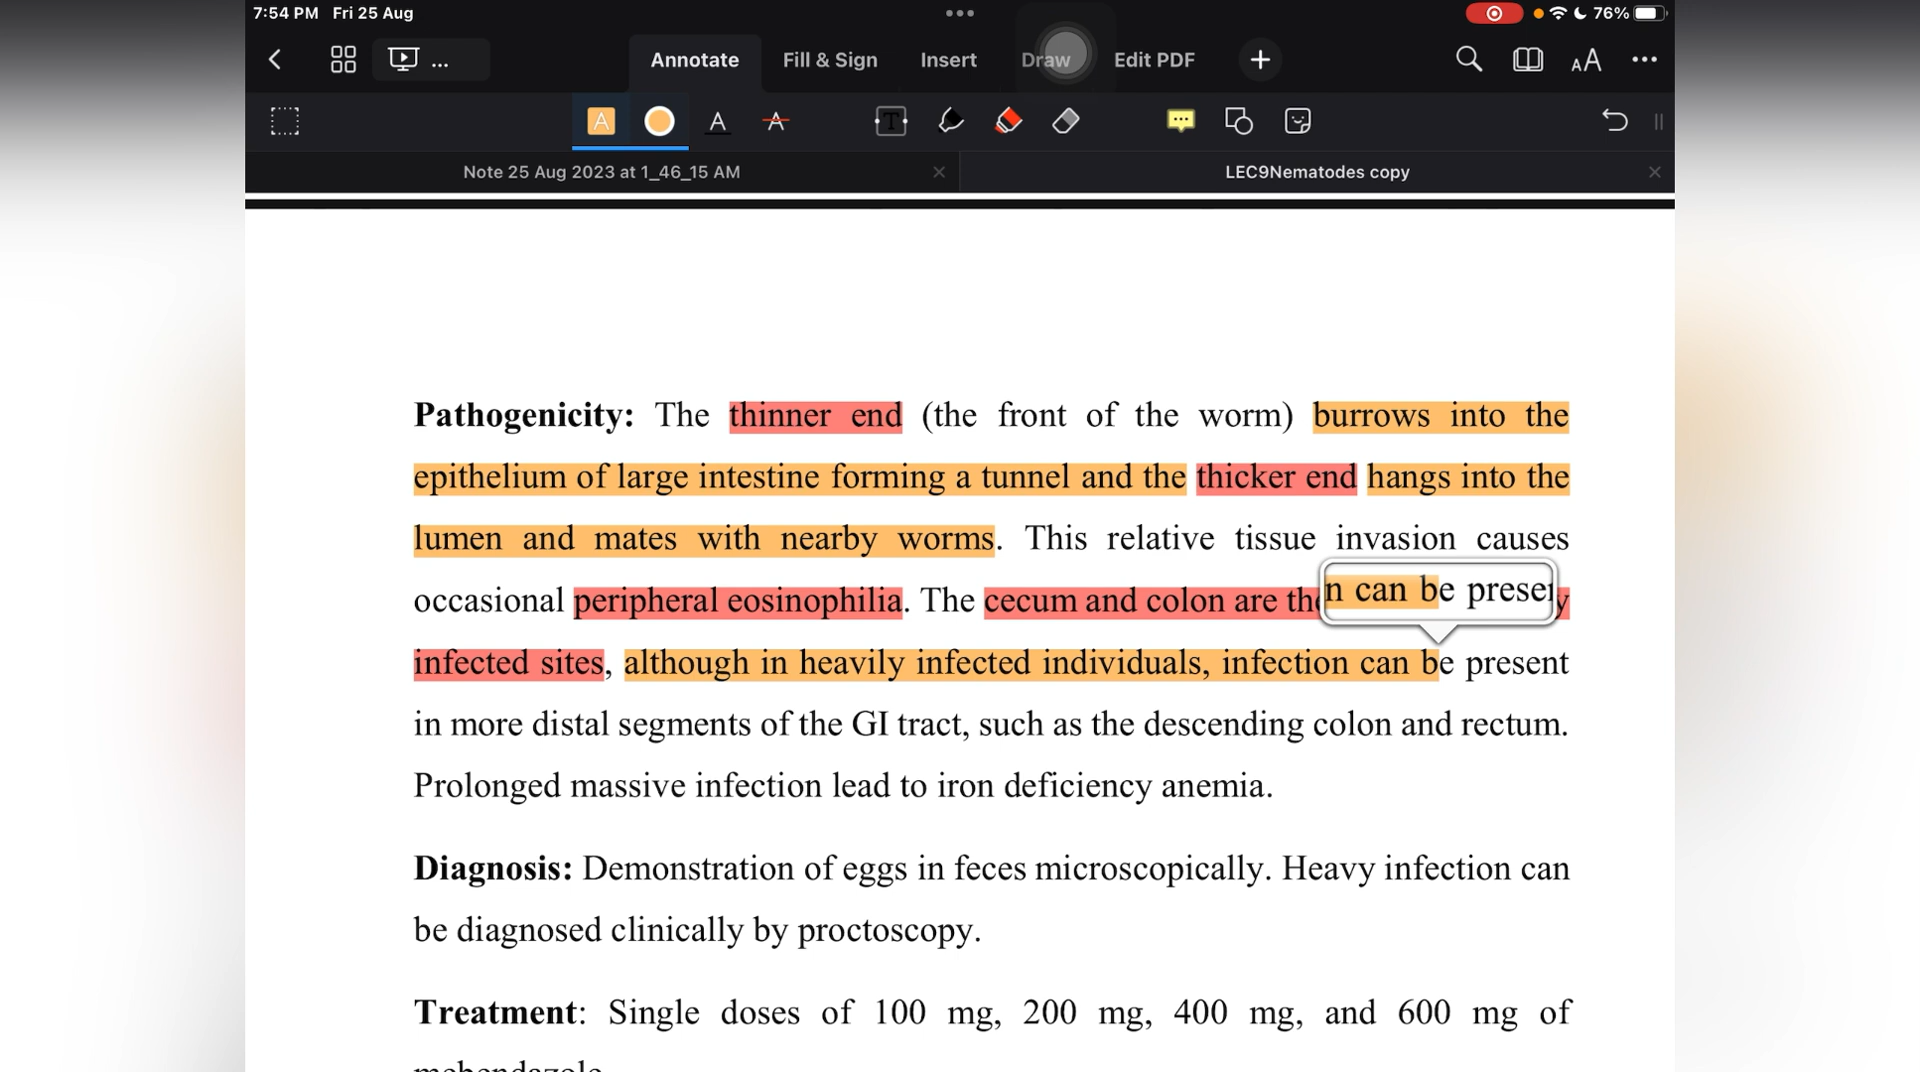 7:54 PM Fri 25 Aug
76%
... Annotate Fill & Sign Insert Draw Edit PDF
Note 25 Aug 2023 at 1_46_15 AM
LEC9Nematodes copy
Pathogenicity: The thinner end (the front of the worm) burrows into the
epithelium of large intestine forming a tunnel and the thicker end hangs into the
lumen and mates with nearby worms. This relative tissue invasion causes
n can be prese
occasional peripheral eosinophilia. The cecum and colon are the
infected sites, although in heavily infected individuals, infection can be present
in more distal segments of the GI tract, such as the descending colon and rectum.
Prolonged massive infection lead to iron deficiency anemia.
Diagnosis: Demonstration of eggs in feces microscopically. Heavy infection can
be diagnosed clinically by proctoscopy.
Treatment: Single doses of 100 mg, 200 mg, 400 mg, and 600 mg of
mebendazole